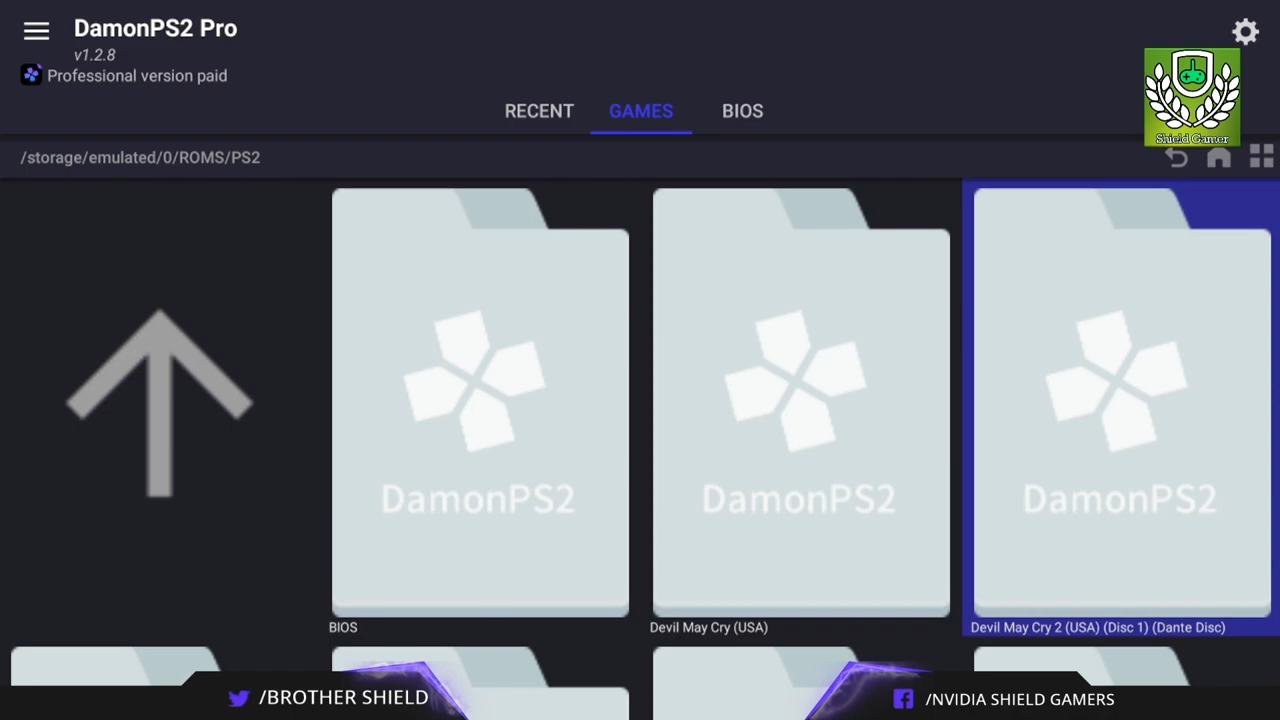 DamonPS2 Pro
v1.2.8
Professional version paid
Shield Gamer
RECENT GAMES BIOS
/storage/emulated/0/ROMS/PS2
DamonPS2 DamonPS2 DamonPS2
BIOS Devil May Cry (USA) Devil May Cry 2 (USA) (Disc 1) (Dante Disc)
/BROTHER SHIELD /NVIDIA SHIELD GAMERS